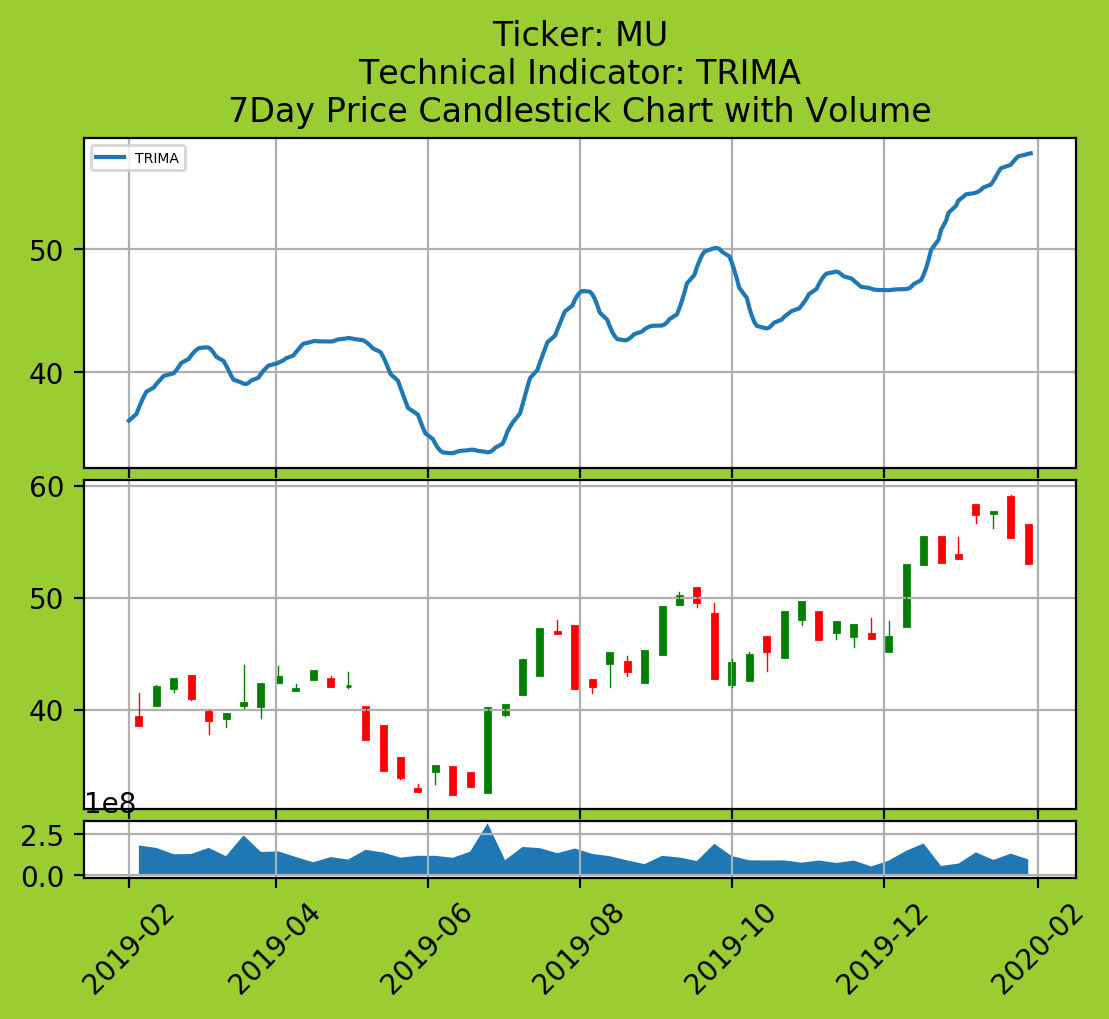 Ticker: MU
Technical Indicator: TRIMA
7Day Price Candlestick Chart with Volume
TRIMA
50
40
60
50
40
1e8
2.5
0.0
2019-02
2019-04
2019-06
2019-08
2019-10
2019-12
2020-02